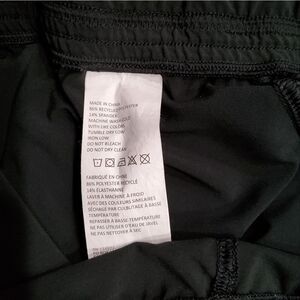 MADE IN CHINA
86% RECYCLED POLYESTER
14% SPANDEX
MACHINE WASH COLD
WITH LIKE COLORS
TUMBLE DRY LOW
IRON LOW
DO NOT BLEACH
DO NOT DRY CLEAN
FABRIQUÉ EN CHINE
86% POLYESTER RECYCLÉ
14% ÉLASTHANNE
LAVER À MACHINE À FROID
AVEC DES COULEURS SIMILAIRES
SÉCHAGE PAR CULBUTAGE À BASSE
TEMPÉRATURE
REPASSER À BASSE-TEMPÉRATURE
NE PAS UTILISER D'EAU DE JAVEL
NE PAS NETTOYER À SEC